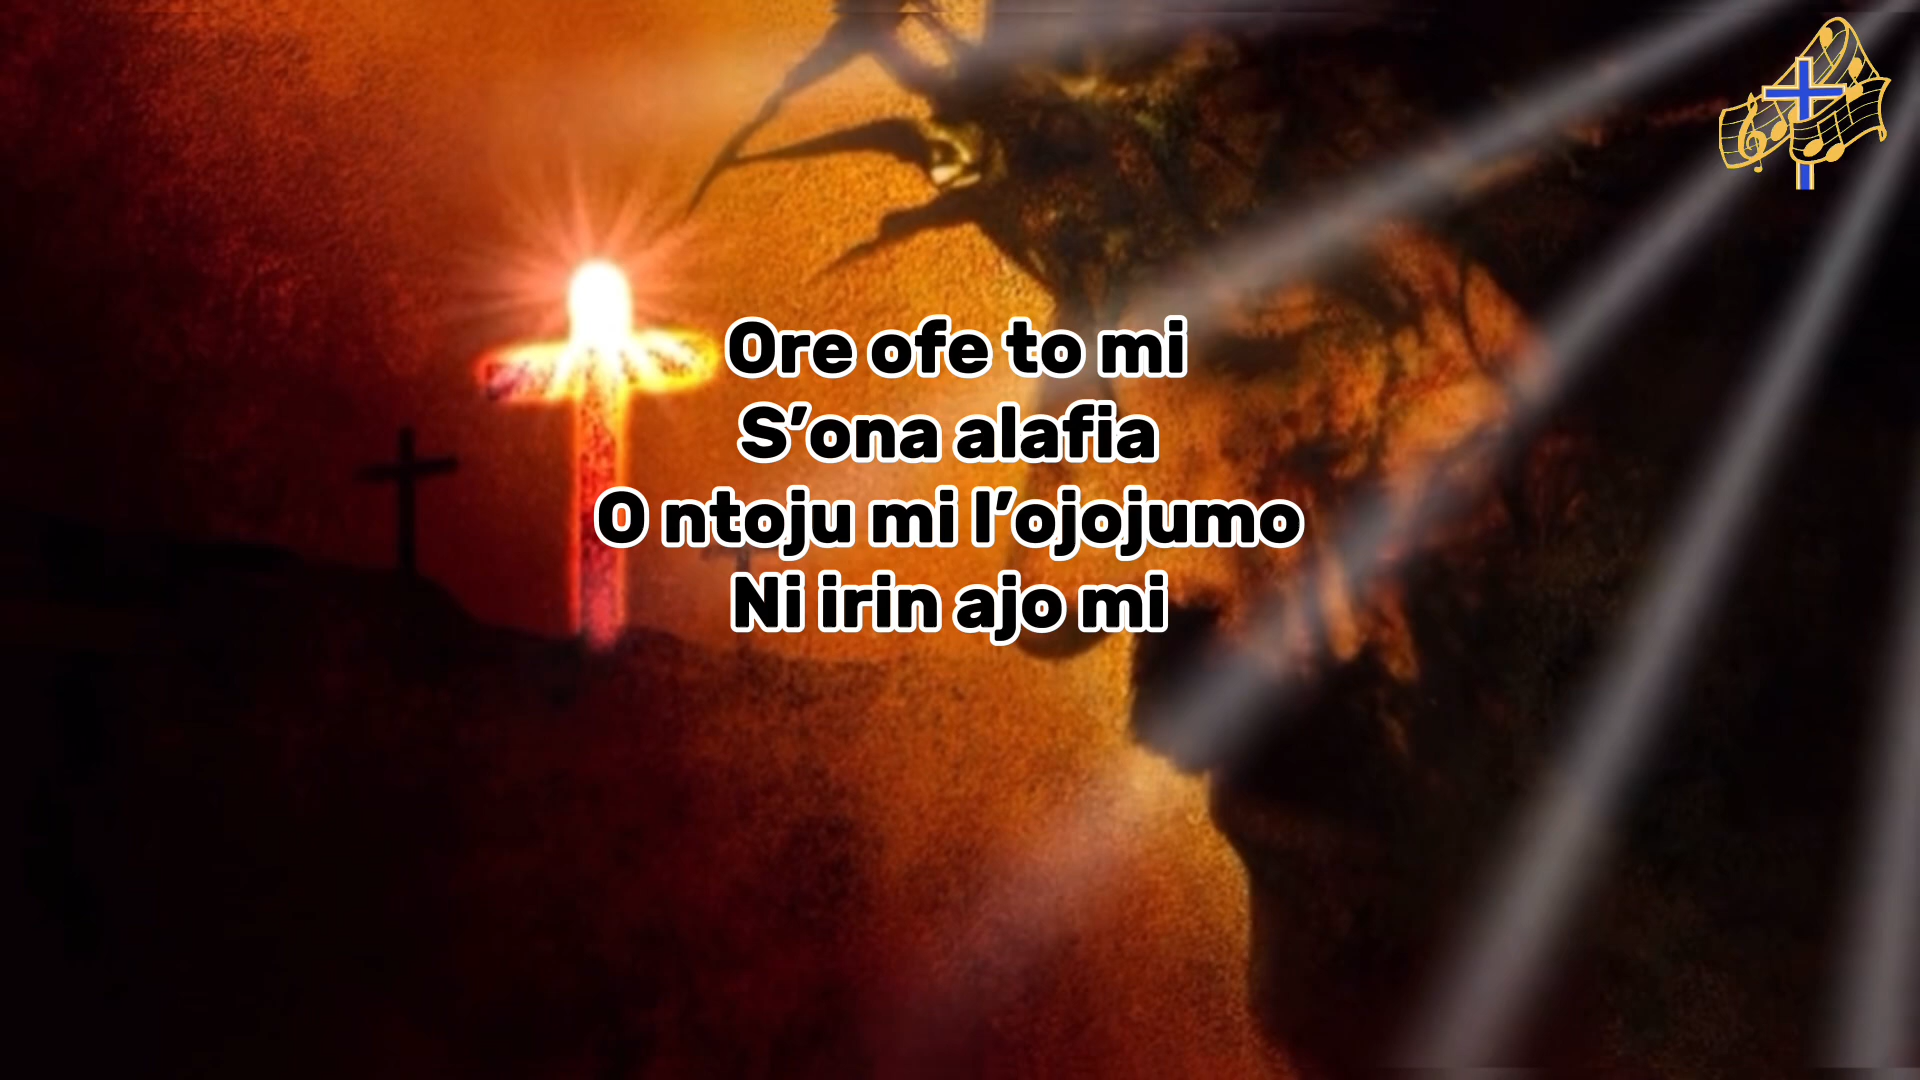 Ore ofe to mi
S’ona alafia
O ntoju mi l’ojojumo
Ni irin ajo mi